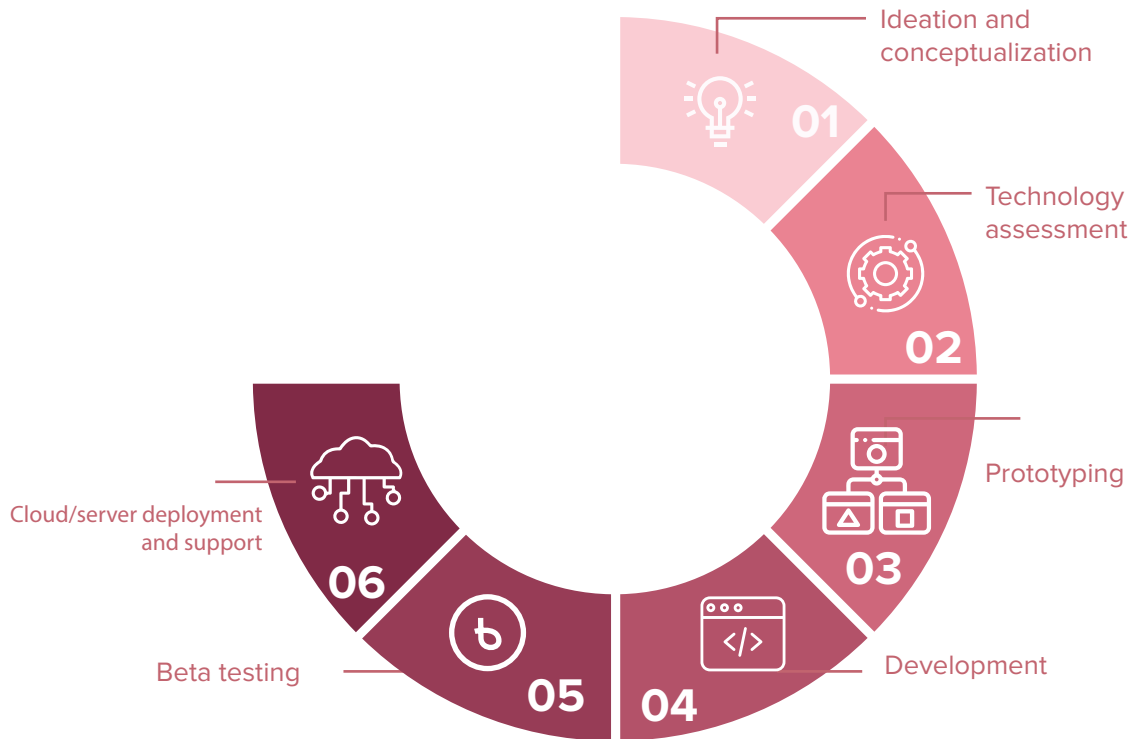 Ideation and
conceptualization
01
Technology
assessment
02
Prototyping
03
</>
Development
04
Beta testing
b
05
Cloud/server deployment
and support
06